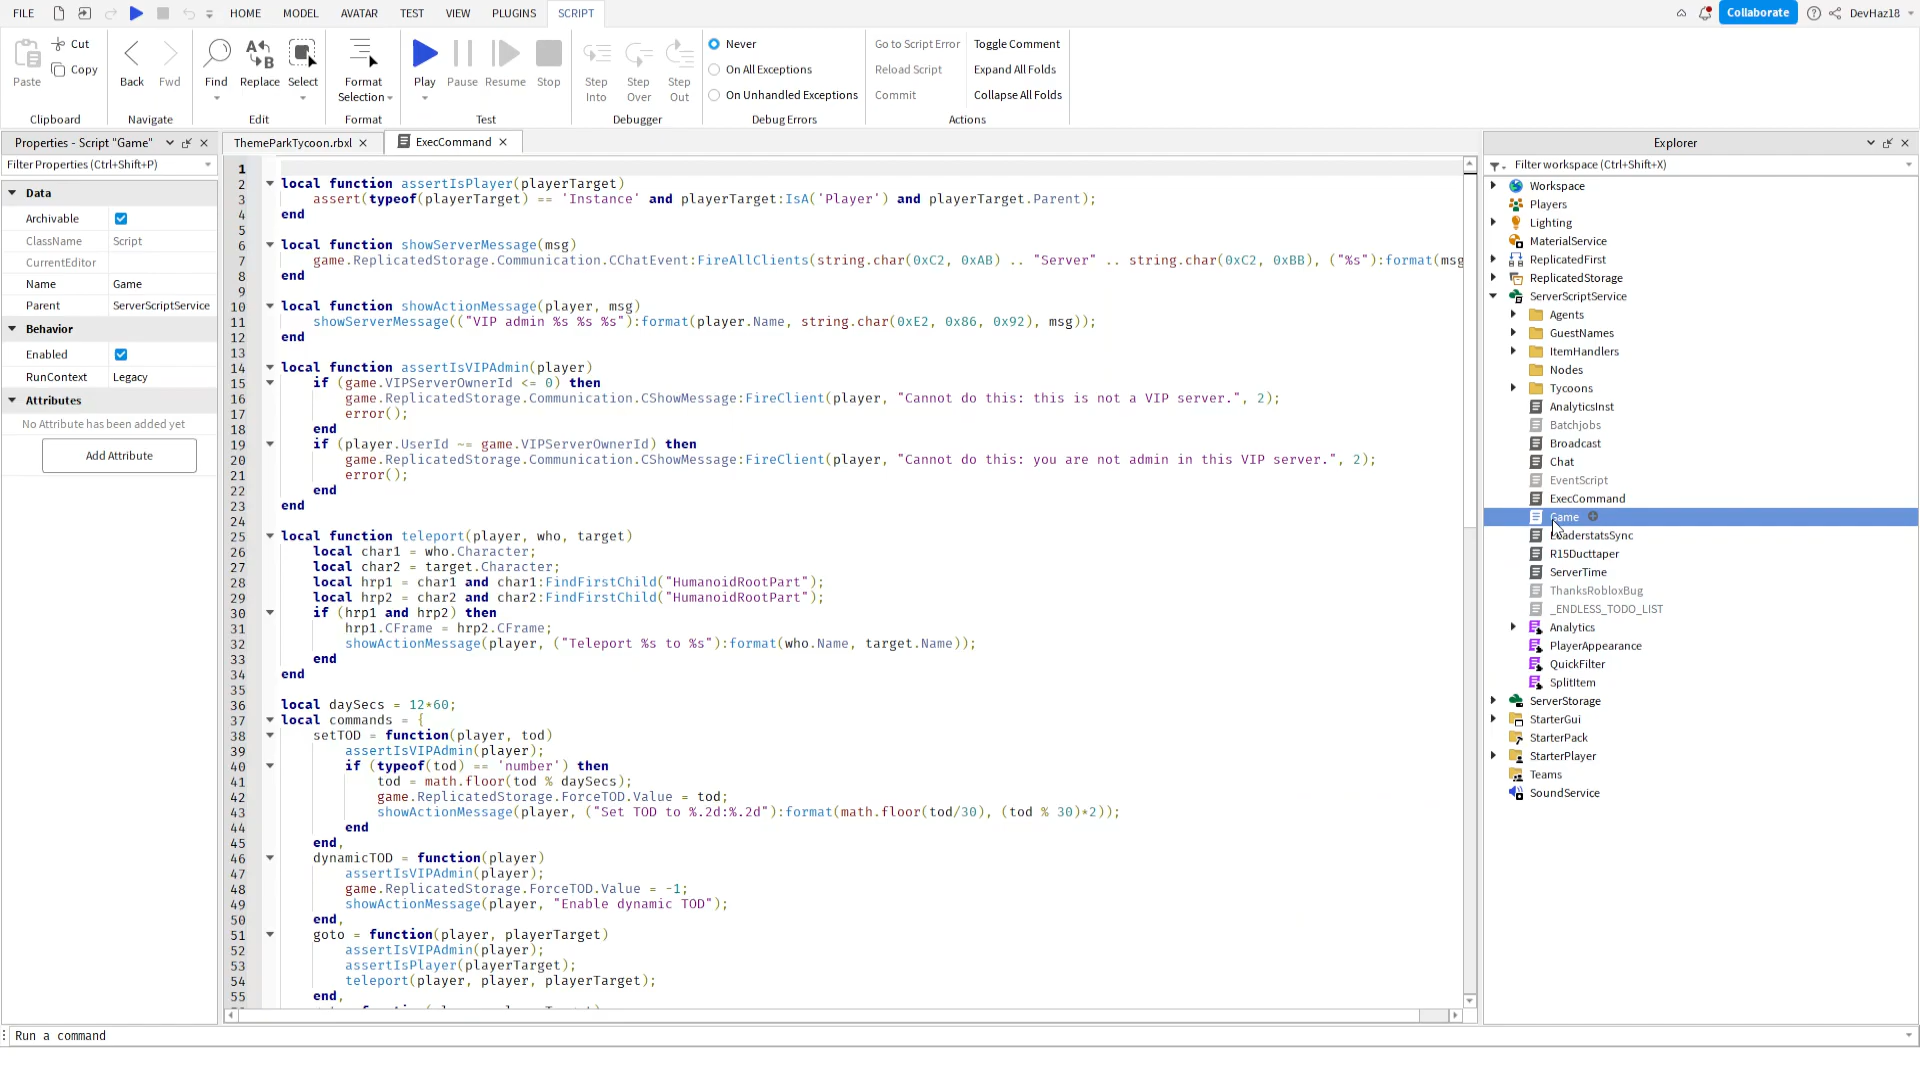 FILE HOME MODEL AVATAR TEST VIEW PLUGINS SCRIPT Collaborate DevHaz18
Paste Cut Copy Clipboard
Back Fwd Navigate
Find Replace Select Edit
Format Selection Format
Play Pause Resume Stop Test
Step Into Step Over Step Out Debugger
Never
On All Exceptions
On Unhandled Exceptions
Debug Errors
Go to Script Error Toggle Comment
Reload Script Expand All Folds
Commit Collapse All Folds
Actions
Properties - Script "Game"
Filter Properties (Ctrl+Shift+P)
Data
Archivable
ClassName Script
CurrentEditor
Name Game
Parent ServerScriptService
Behavior
Enabled
RunContext Legacy
Attributes
No Attribute has been added yet
Add Attribute
ThemeParkTycoon.rbxl ExecCommand
1
2 local function assertIsPlayer(playerTarget)
3 assert(typeof(playerTarget) == 'Instance' and playerTarget:IsA('Player') and playerTarget.Parent);
4 end
5
6 local function showServerMessage(msg)
7 game.ReplicatedStorage.Communication.CChatEvent:FireAllClients(string.char(0xC2, 0xAB) .. "Server" .. string.char(0xC2, 0xBB), ("%s"):format(msg
8 end
9
10 local function showActionMessage(player, msg)
11 showServerMessage(("VIP admin %s %s %s"):format(player.Name, string.char(0xE2, 0x86, 0x92), msg));
12 end
13
14 local function assertIsVIPAdmin(player)
15 if (game.VIPServerOwnerId <= 0) then
16 game.ReplicatedStorage.Communication.CShowMessage:FireClient(player, "Cannot do this: this is not a VIP server.", 2);
17 error();
18 end
19 if (player.UserId ~= game.VIPServerOwnerId) then
20 game.ReplicatedStorage.Communication.CShowMessage:FireClient(player, "Cannot do this: you are not admin in this VIP server.", 2);
21 error();
22 end
23 end
24
25 local function teleport(player, who, target)
26 local char1 = who.Character;
27 local char2 = target.Character;
28 local hrp1 = char1 and char1:FindFirstChild("HumanoidRootPart");
29 local hrp2 = char2 and char2:FindFirstChild("HumanoidRootPart");
30 if (hrp1 and hrp2) then
31 hrp1.CFrame = hrp2.CFrame;
32 showActionMessage(player, ("Teleport %s to %s"):format(who.Name, target.Name));
33 end
34 end
35
36 local daySecs = 12*60;
37 local commands = {
38 setTOD = function(player, tod)
39 assertIsVIPAdmin(player);
40 if (typeof(tod) == 'number') then
41 tod = math.floor(tod % daySecs);
42 game.ReplicatedStorage.ForceTOD.Value = tod;
43 showActionMessage(player, ("Set TOD to %.2d:%.2d"):format(math.floor(tod/30), (tod % 30)*2));
44 end
45 end,
46 dynamicTOD = function(player)
47 assertIsVIPAdmin(player);
48 game.ReplicatedStorage.ForceTOD.Value = -1;
49 showActionMessage(player, "Enable dynamic TOD");
50 end,
51 goto = function(player, playerTarget)
52 assertIsVIPAdmin(player);
53 assertIsPlayer(playerTarget);
54 teleport(player, player, playerTarget);
55 end,
Explorer
Filter workspace (Ctrl+Shift+X)
Workspace
Players
Lighting
MaterialService
ReplicatedFirst
ReplicatedStorage
ServerScriptService
Agents
GuestNames
ItemHandlers
Nodes
Tycoons
AnalyticsInst
Batchjobs
Broadcast
Chat
EventScript
ExecCommand
Game
LeaderstatsSync
R15Ducttaper
ServerTime
ThanksRobloxBug
_ENDLESS_TODO_LIST
Analytics
PlayerAppearance
QuickFilter
SplitItem
ServerStorage
StarterGui
StarterPack
StarterPlayer
Teams
SoundService
Run a command